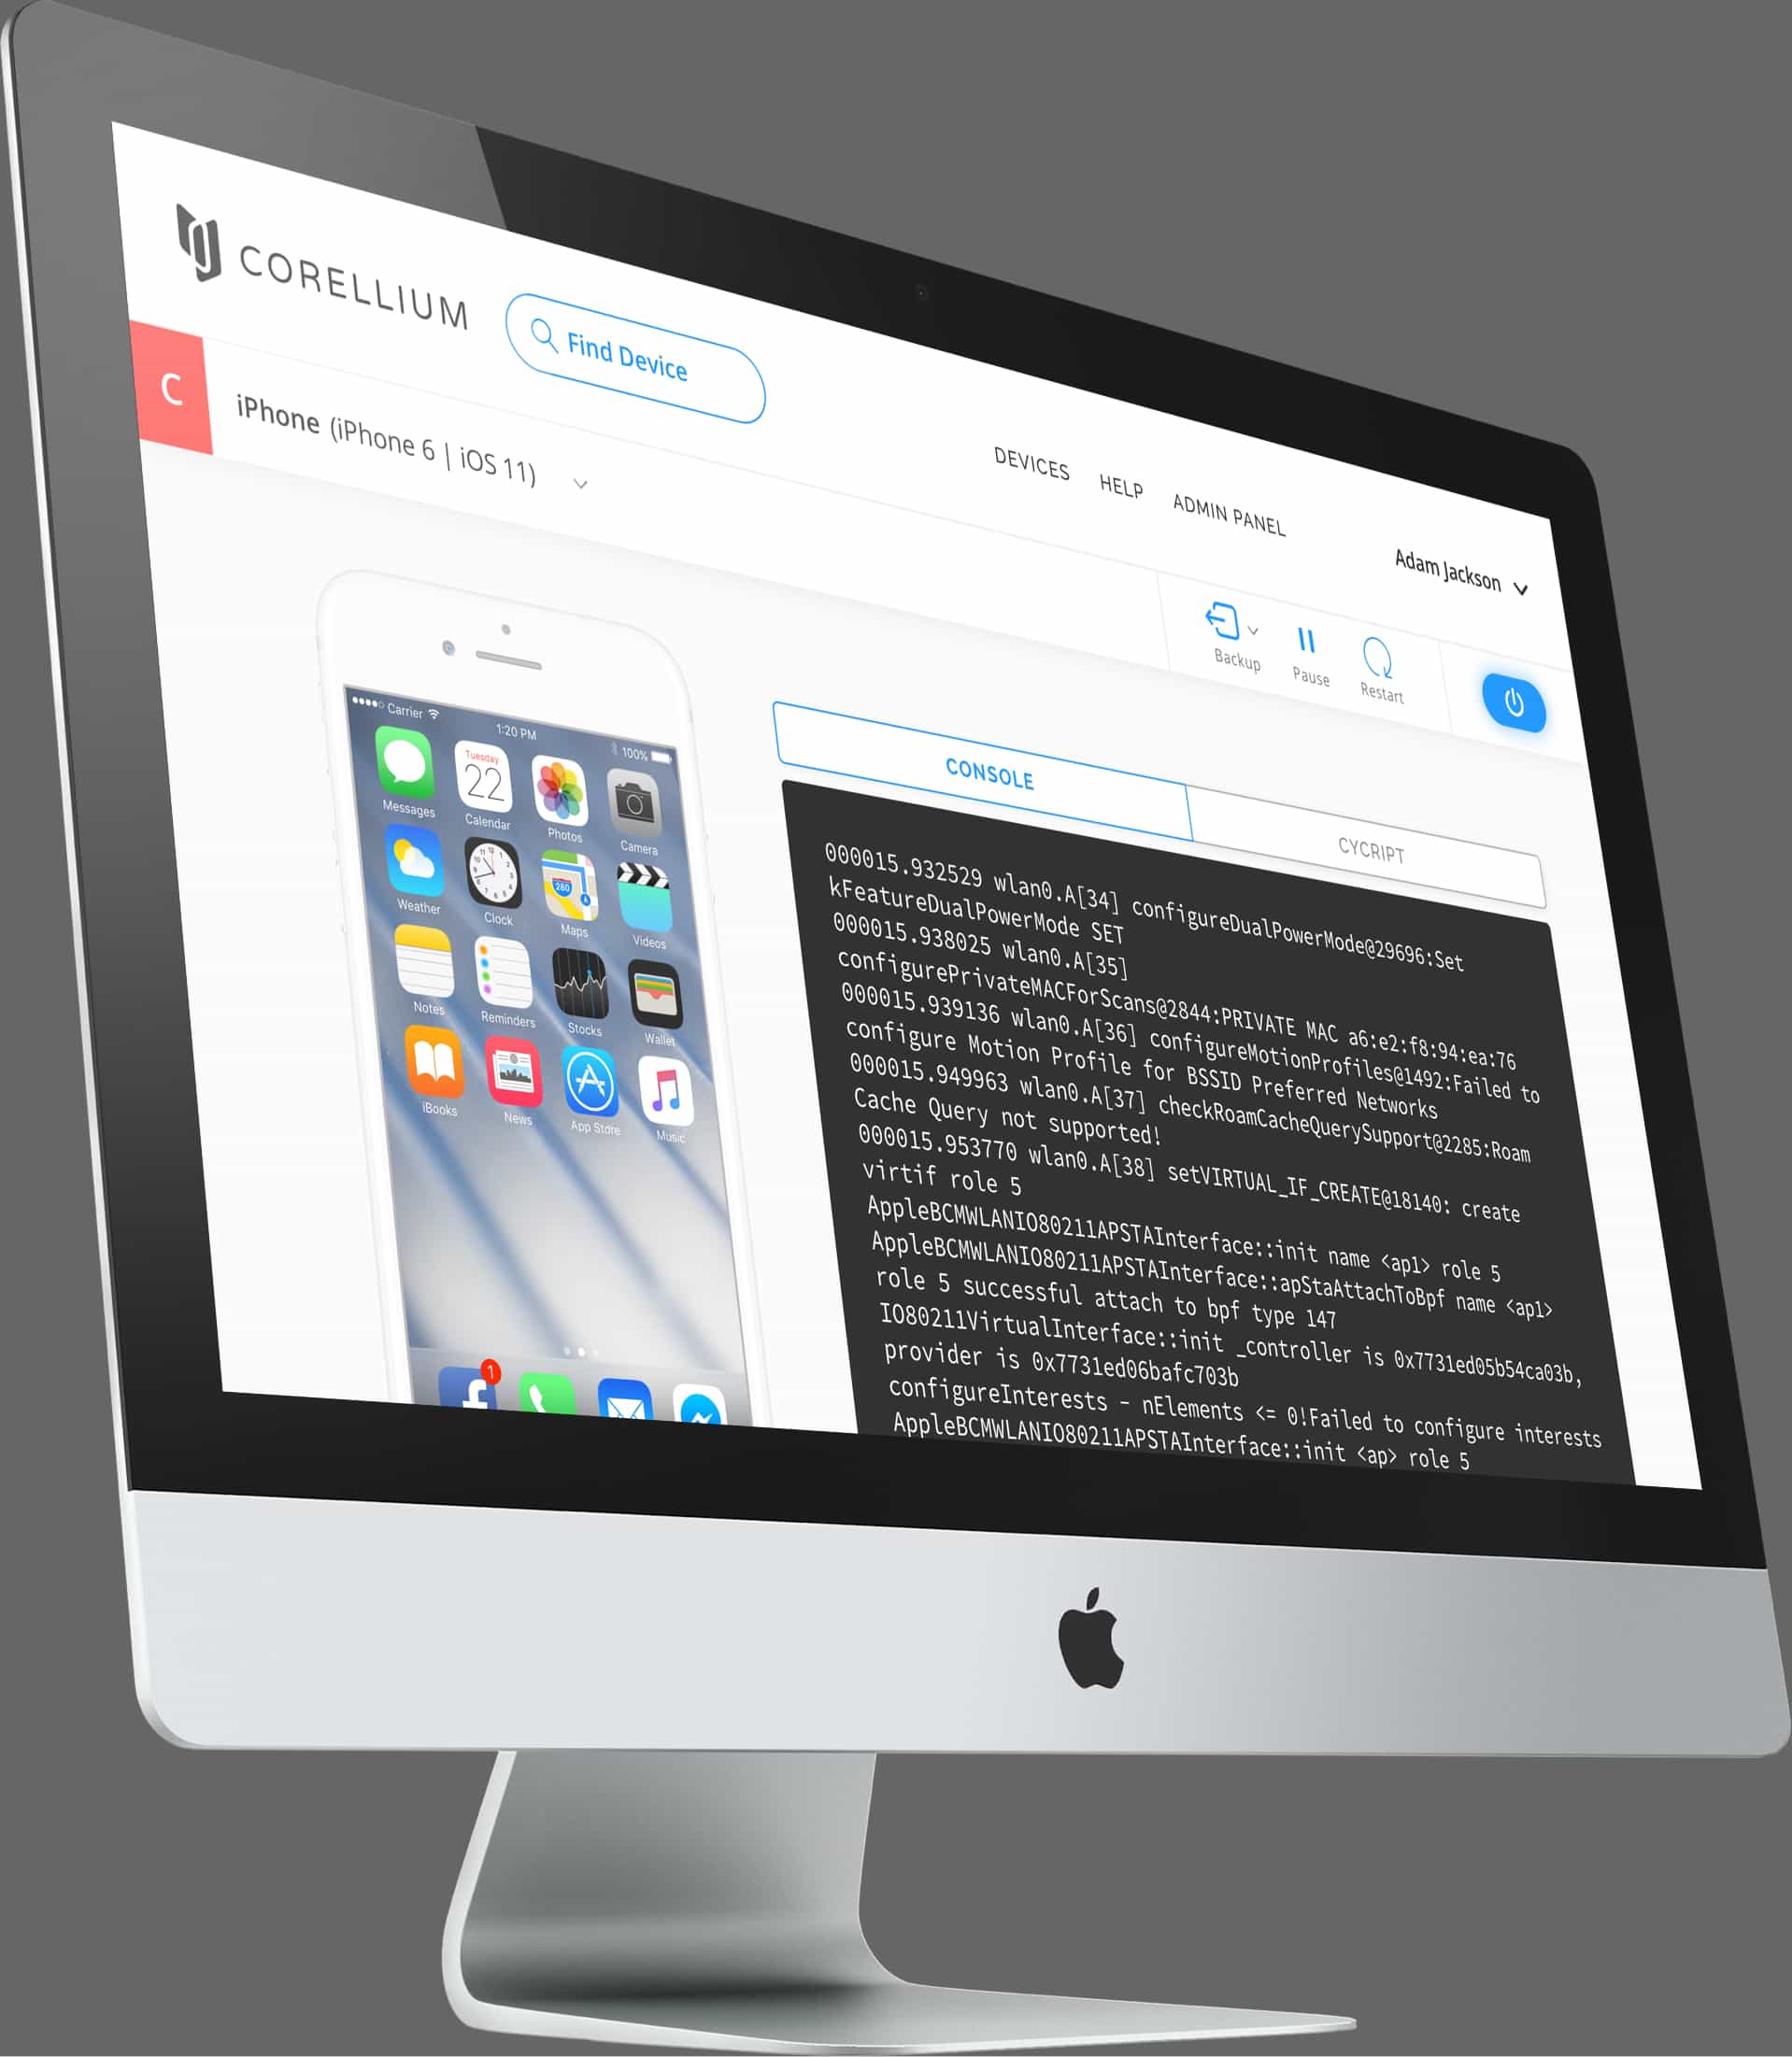 CORELLIUM
Find Device
DEVICES
HELP
ADMIN PANEL
Adam Jackson
C
iPhone (iPhone 6 | iOS 11)
Backup
Pause
Restart
Carrier
1:20 PM
100%
Messages
Tuesday
22
Calendar
Photos
Camera
Weather
Clock
280
Maps
Videos
Notes
Reminders
Stocks
Wallet
iBooks
News
App Store
Music
1
f
CONSOLE
CYCRIPT
000015.932529 wlan0.A[34] configureDualPowerMode@29696:Set
kFeatureDualPowerMode SET
000015.938025 wlan0.A[35]
configurePrivateMACForScans@2844:PRIVATE MAC a6:e2:f8:94:ea:76
000015.939136 wlan0.A[36] configureMotionProfiles@1492:Failed to
configure Motion Profile for BSSID Preferred Networks
000015.949963 wlan0.A[37] checkRoamCacheQuerySupport@2285:Roam
Cache Query not supported!
000015.953770 wlan0.A[38] setVIRTUAL_IF_CREATE@18140: create
virtif role 5
AppleBCMWLANIO80211APSTAInterface::init name <ap1> role 5
AppleBCMWLANIO80211APSTAInterface::apStaAttachToBpf name <ap1>
role 5 successful attach to bpf type 147
IO80211VirtualInterface::init _controller is 0x7731ed05b54ca03b,
provider is 0x7731ed06bafc703b
configureInterests - nElements <= 0!Failed to configure interests
AppleBCMWLANIO80211APSTAInterface::init <ap> role 5